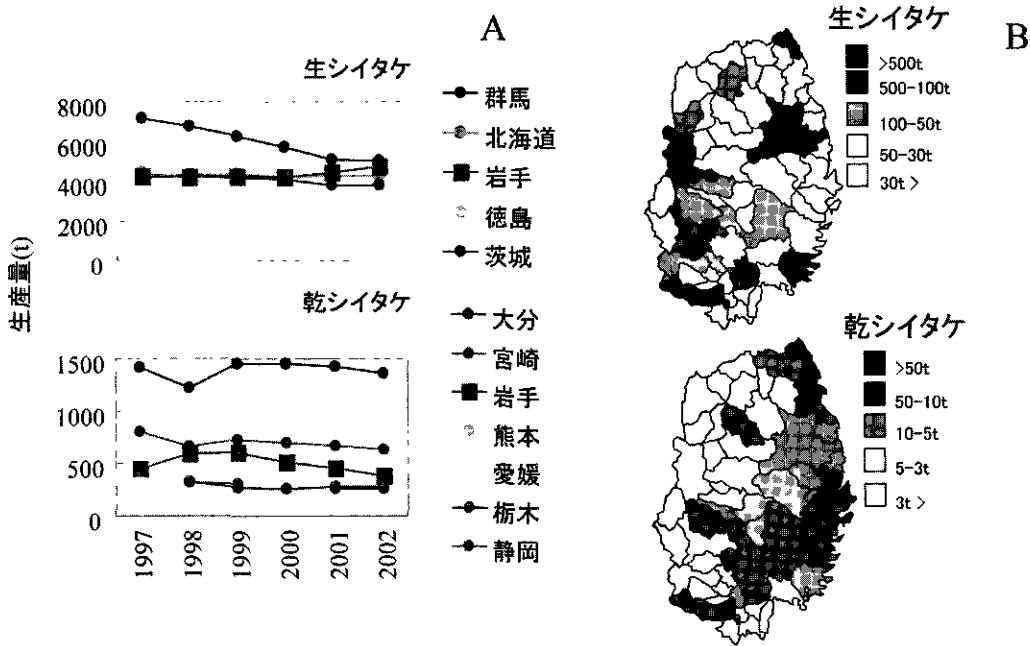 A
生シイタケ
8000
6000
4000
2000
0
群馬
北海道
岩手
徳島
茨城
生産量(t)
乾シイタケ
1500
1000
500
0
1997
1998
1999
2000
2001
2002
大分
宮崎
岩手
熊本
愛媛
栃木
静岡
B
生シイタケ
>500t
500-100t
100-50t
50-30t
30t >
乾シイタケ
>50t
50-10t
10-5t
5-3t
3t >